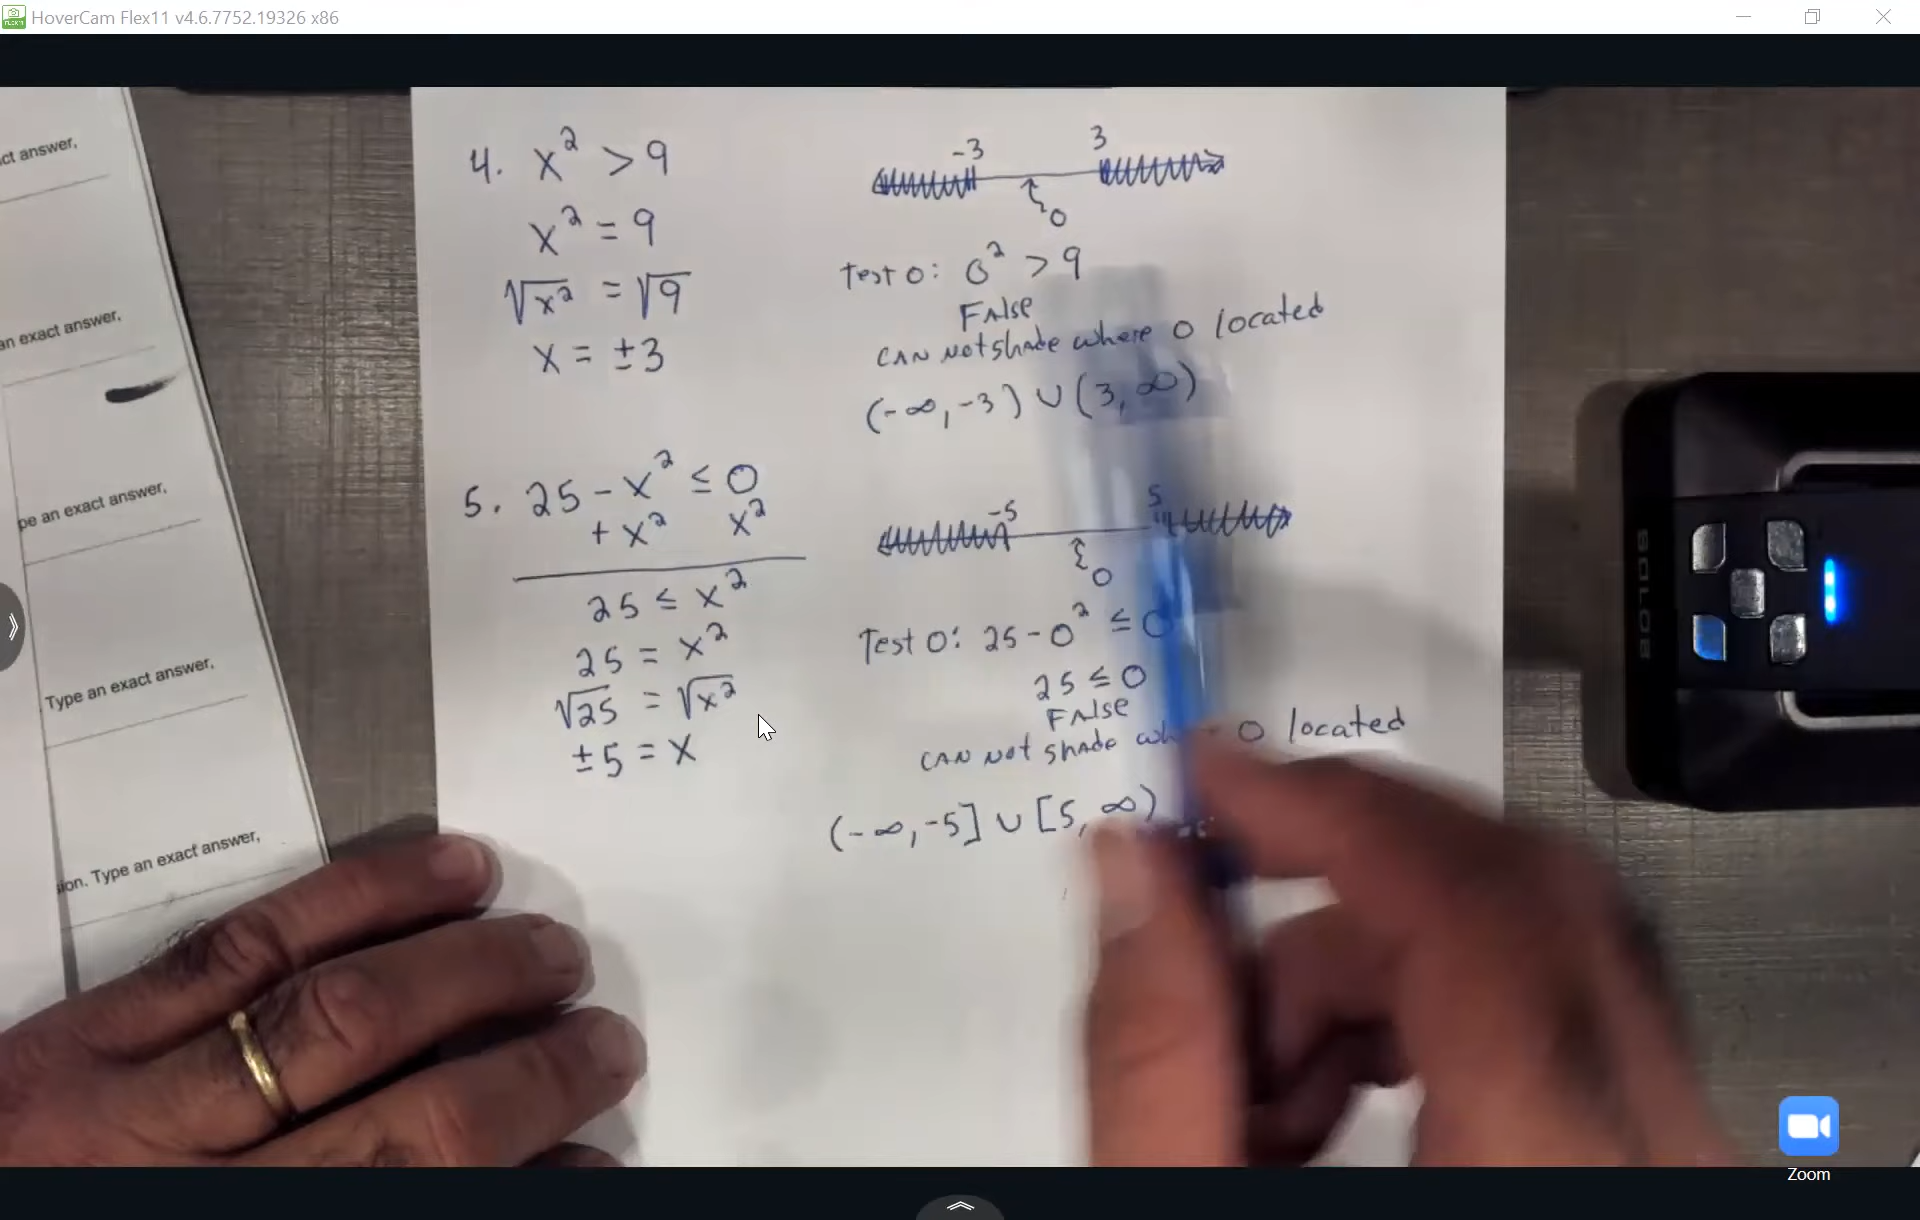 HoverCam Flex11 v4.6.7752.19326 x86
ct answer,
an exact answer,
pe an exact answer,
Type an exact answer,
sion. Type an exact answer,
4. x² > 9
x² = 9
√x² = √9
x = ±3
-3 3
0
Test 0: 0² > 9
False
CAN Not shade where 0 located
(-∞, -3) ∪ (3, ∞)
5. 25 - x² ≤ 0
+ x² x²
25 ≤ x²
25 = x²
√25 = √x²
±5 = x
-5 5
0
Test 0: 25 - 0² ≤ 0
25 ≤ 0
False
CAN Not shade 0 located
(-∞, -5] ∪ [5, ∞)
Zoom